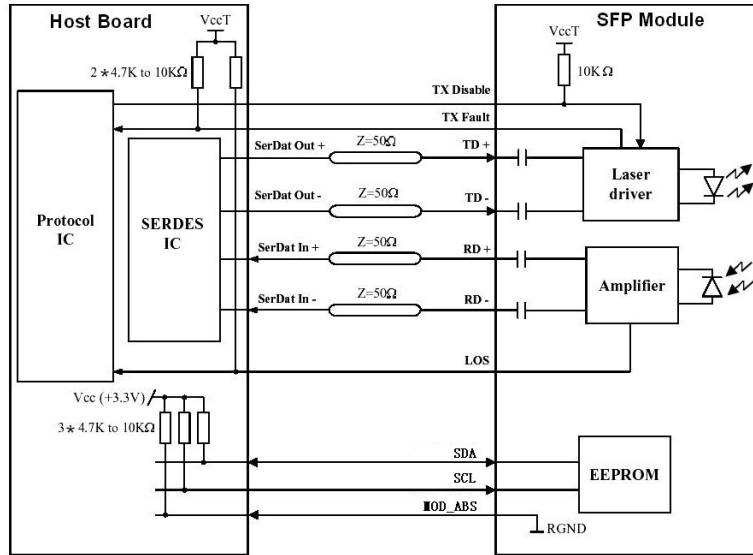 Host Board
SFP Module
VccT
VccT
2*4.7K to 10KΩ
10KΩ
TX Disable
TX Fault
SerDat Out +
Z=50Ω
TD +
SerDat Out -
Z=50Ω
TD -
Laser
driver
Protocol
IC
SERDES
IC
SerDat In +
Z=50Ω
RD +
SerDat In -
Z=50Ω
RD -
Amplifier
LOS
Vcc (+3.3V)
3*4.7K to 10KΩ
SDA
SCL
MOD_ABS
EEPROM
RGND